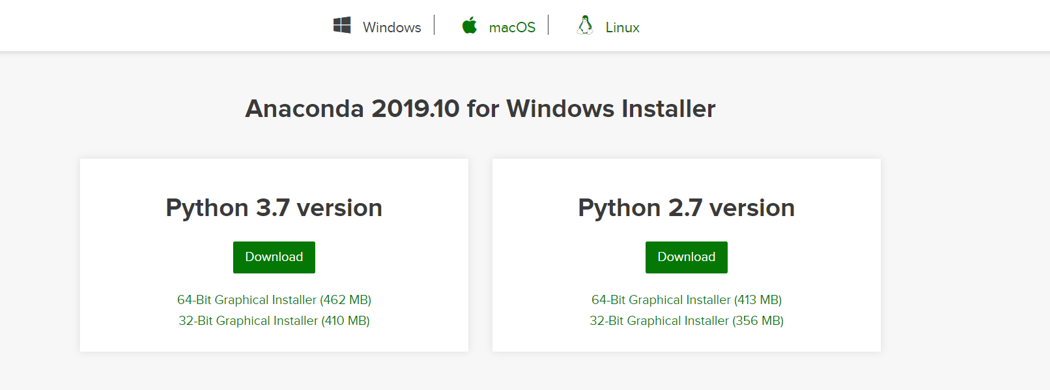 Windows macOS Linux
Anaconda 2019.10 for Windows Installer
Python 3.7 version
Download
64-Bit Graphical Installer (462 MB)
32-Bit Graphical Installer (410 MB)
Python 2.7 version
Download
64-Bit Graphical Installer (413 MB)
32-Bit Graphical Installer (356 MB)